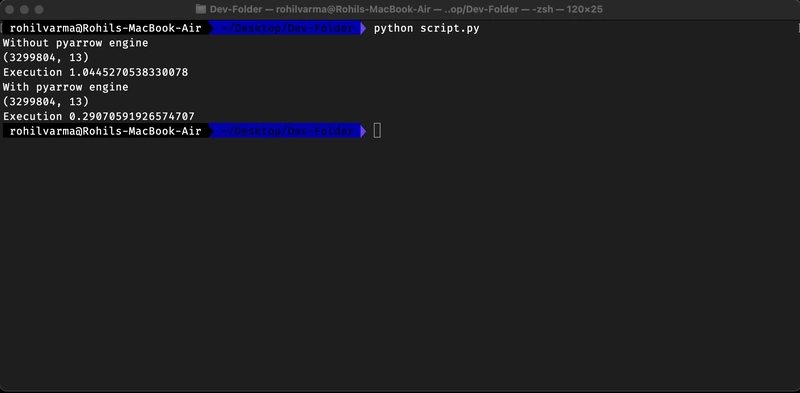 Dev-Folder — rohilvarma@Rohils-MacBook-Air — ..op/Dev-Folder — -zsh — 120×25
rohilvarma@Rohils-MacBook-Air ~/Desktop/Dev-Folder python script.py
Without pyarrow engine
(3299804, 13)
Execution 1.0445270538330078
With pyarrow engine
(3299804, 13)
Execution 0.29070591926574707
rohilvarma@Rohils-MacBook-Air ~/Desktop/Dev-Folder